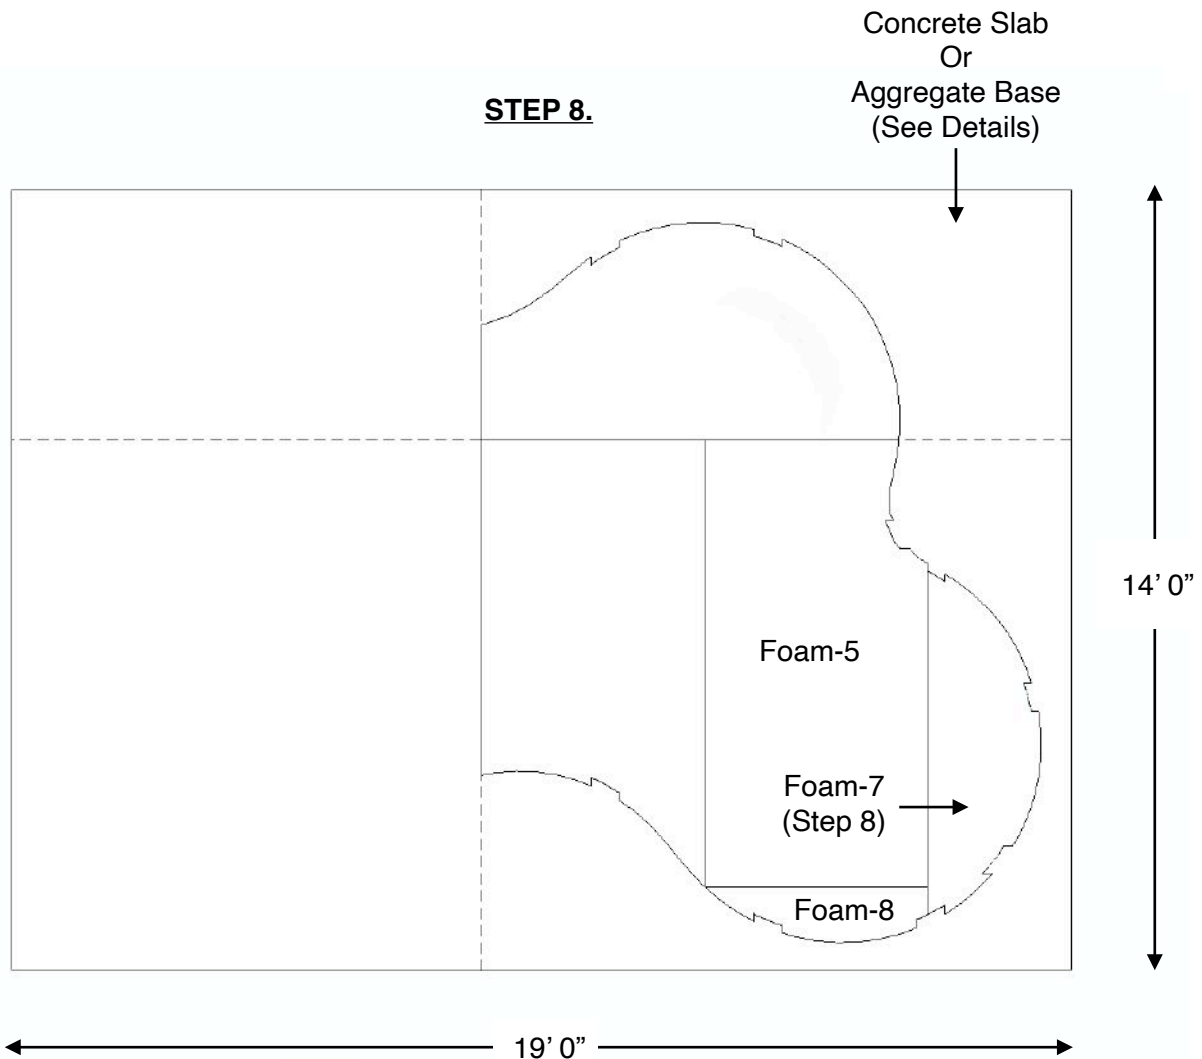 Concrete Slab
Or
Aggregate Base
(See Details)
STEP 8.
14’ 0”
Foam-5
Foam-7
(Step 8)
Foam-8
19’ 0”